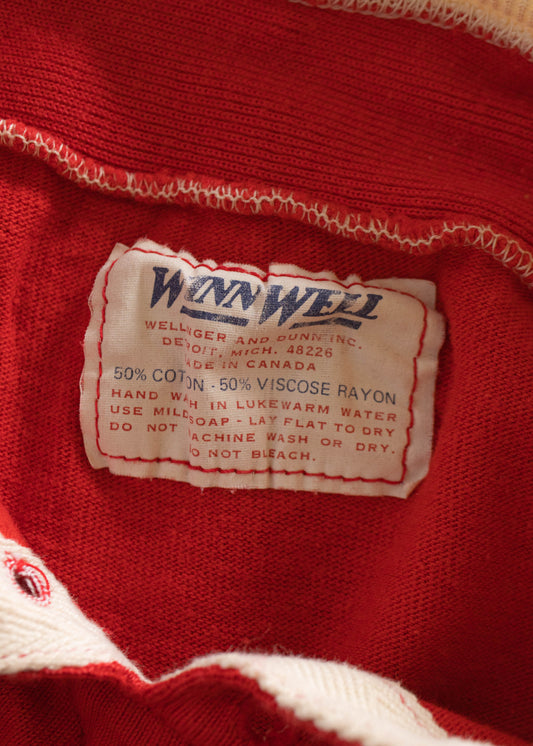 WINNWELL
WELLINGER AND DUNN INC.
DETROIT, MICH. 48226
MADE IN CANADA
50% COTTON - 50% VISCOSE RAYON
HAND WASH IN LUKEWARM WATER
USE MILD SOAP - LAY FLAT TO DRY
DO NOT MACHINE WASH OR DRY.
DO NOT BLEACH.